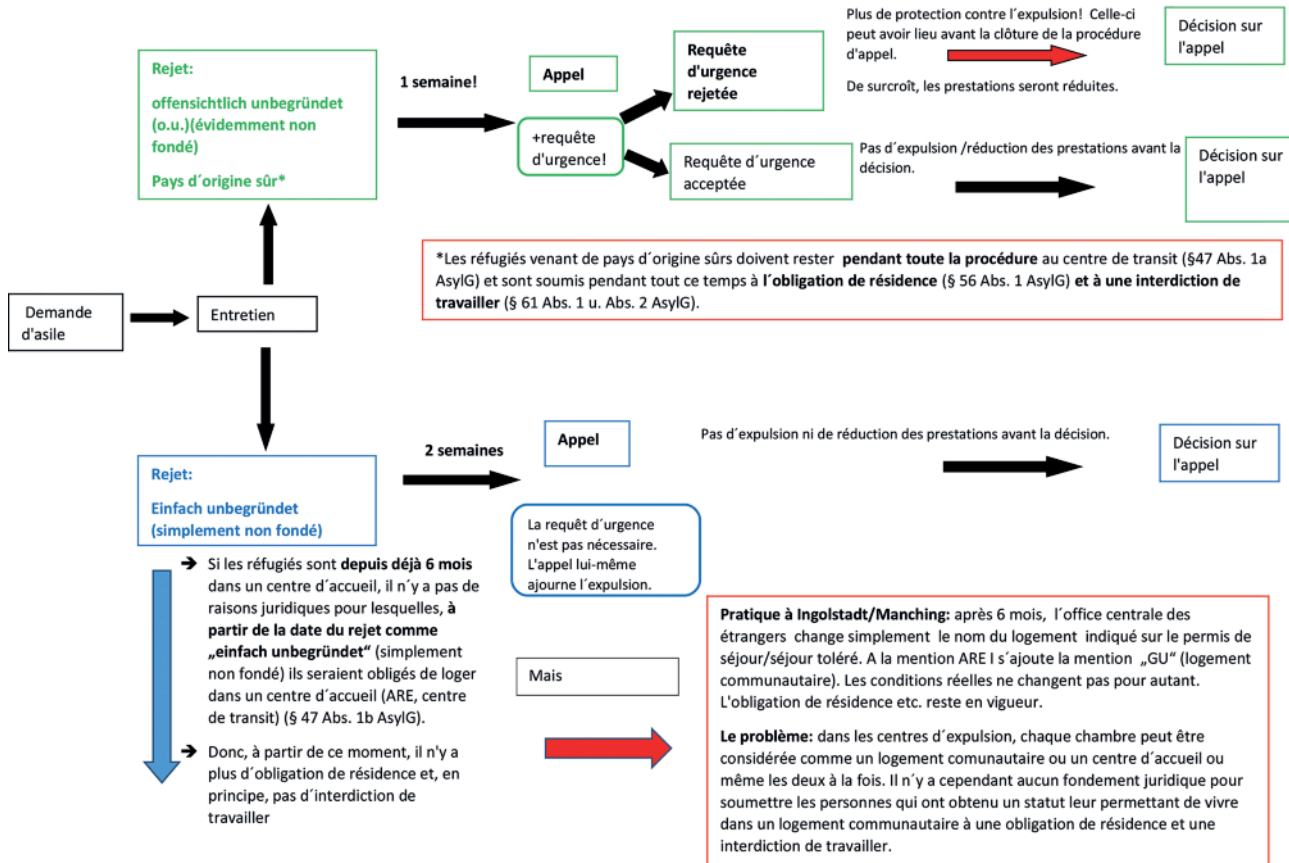 Rejet:
offensichtlich unbegründet
(o.u.)(évidemment non
fondé)
Pays d´origine sûr*
1 semaine!
Appel
+requête
d'urgence!
Requête
d'urgence
rejetée
Plus de protection contre l´expulsion! Celle-ci
peut avoir lieu avant la clôture de la procédure
d'appel.
De surcroît, les prestations seront réduites.
Décision sur
l'appel
Requête d´urgence
acceptée
Pas d´expulsion /réduction des prestations avant la
décision.
Décision sur
l'appel
*Les réfugiés venant de pays d´origine sûrs doivent rester pendant toute la procédure au centre de transit (§47 Abs. 1a
AsylG) et sont soumis pendant tout ce temps à l´obligation de résidence (§ 56 Abs. 1 AsylG) et à une interdiction de
travailler (§ 61 Abs. 1 u. Abs. 2 AsylG).
Demande
d'asile
Entretien
Rejet:
Einfach unbegründet
(simplement non fondé)
2 semaines
Appel
La requêt d´urgence
n'est pas nécessaire.
L'appel lui-même
ajourne l´expulsion.
Pas d´expulsion ni de réduction des prestations avant la décision.
Décision sur
l'appel
➔ Si les réfugiés sont depuis déjà 6 mois
dans un centre d´accueil, il n´y a pas de
raisons juridiques pour lesquelles, à
partir de la date du rejet comme
„einfach unbegründet“ (simplement
non fondé) ils seraient obligés de loger
dans un centre d´accueil (ARE, centre
de transit) (§ 47 Abs. 1b AsylG).
➔ Donc, à partir de ce moment, il n'y a
plus d´obligation de résidence et, en
principe, pas d´interdiction de
travailler
Mais
Pratique à Ingolstadt/Manching: après 6 mois, l´office centrale des
étrangers change simplement le nom du logement indiqué sur le permis de
séjour/séjour toléré. A la mention ARE I s´ajoute la mention „GU“ (logement
communautaire). Les conditions réelles ne changent pas pour autant.
L'obligation de résidence etc. reste en vigueur.
Le problème: dans les centres d´expulsion, chaque chambre peut être
considérée comme un logement comunautaire ou un centre d´accueil ou
même les deux à la fois. Il n´y a cependant aucun fondement juridique pour
soumettre les personnes qui ont obtenu un statut leur permettant de vivre
dans un logement communautaire à une obligation de résidence et une
interdiction de travailler.